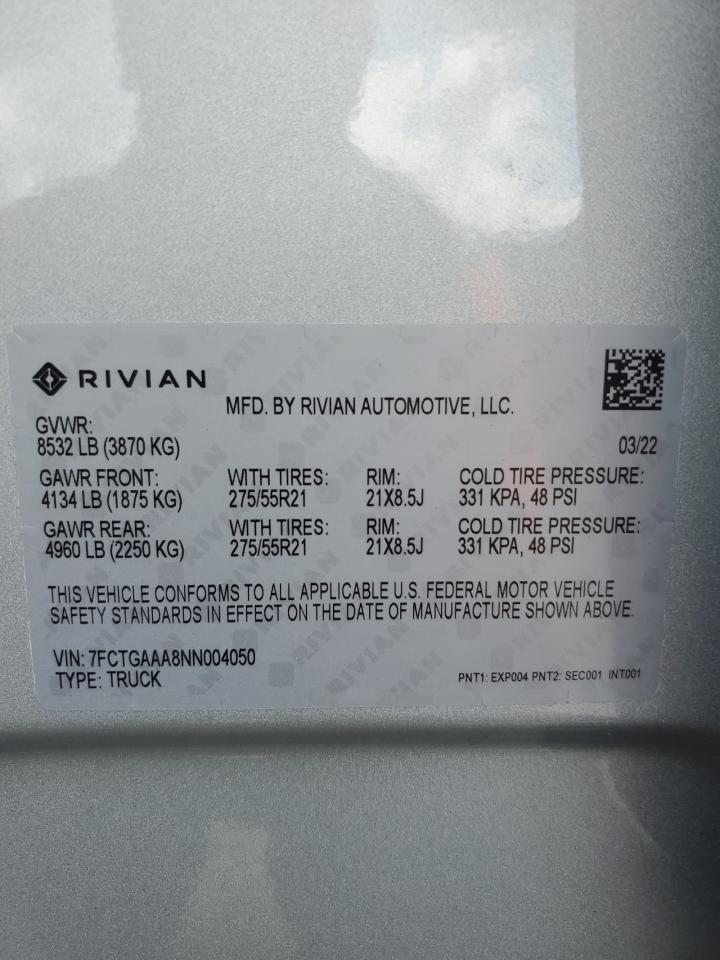 RIVIAN
MFD. BY RIVIAN AUTOMOTIVE, LLC.
GVWR:
8532 LB (3870 KG) 03/22
GAWR FRONT: WITH TIRES: RIM: COLD TIRE PRESSURE:
4134 LB (1875 KG) 275/55R21 21X8.5J 331 KPA, 48 PSI
GAWR REAR: WITH TIRES: RIM: COLD TIRE PRESSURE:
4960 LB (2250 KG) 275/55R21 21X8.5J 331 KPA, 48 PSI
THIS VEHICLE CONFORMS TO ALL APPLICABLE U.S. FEDERAL MOTOR VEHICLE
SAFETY STANDARDS IN EFFECT ON THE DATE OF MANUFACTURE SHOWN ABOVE.
VIN: 7FCTGAAA8NN004050
TYPE: TRUCK PNT1: EXP004 PNT2: SEC001 INT001